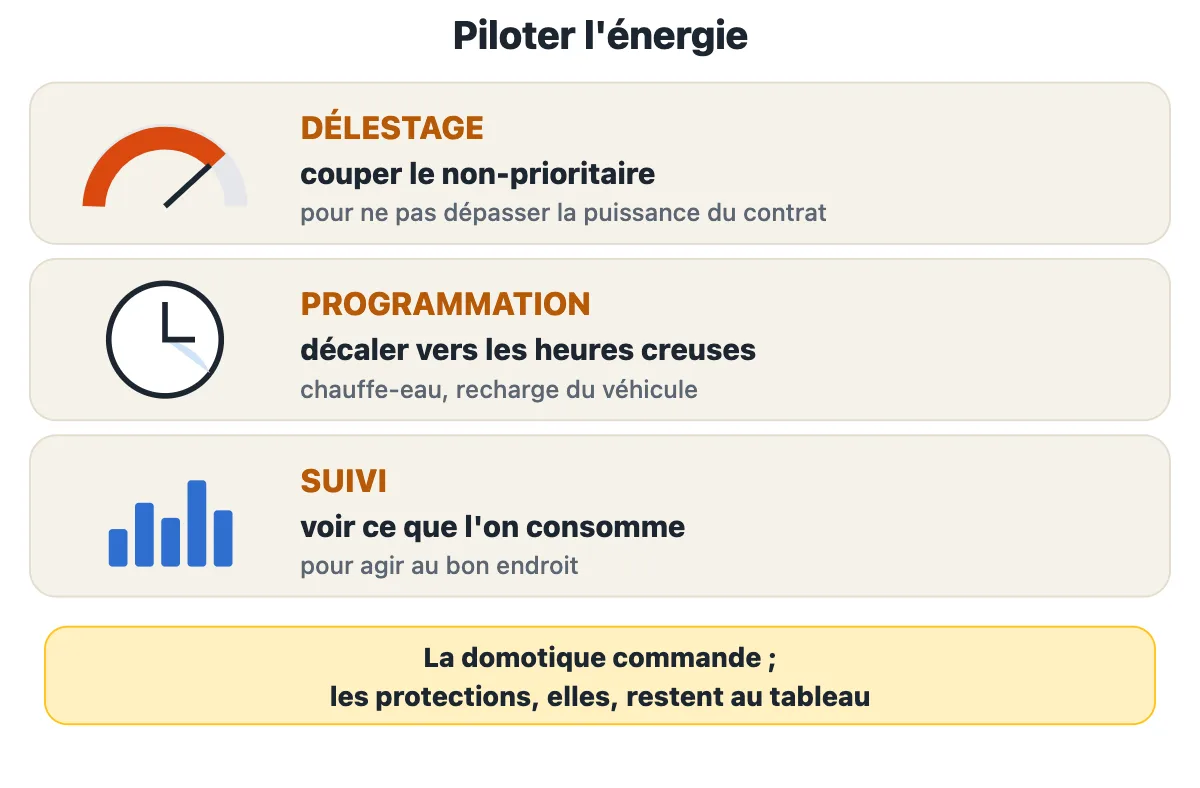 Piloter l'énergie
DÉLESTAGE
couper le non-prioritaire
pour ne pas dépasser la puissance du contrat
PROGRAMMATION
décaler vers les heures creuses
chauffe-eau, recharge du véhicule
SUIVI
voir ce que l'on consomme
pour agir au bon endroit
La domotique commande ;
les protections, elles, restent au tableau